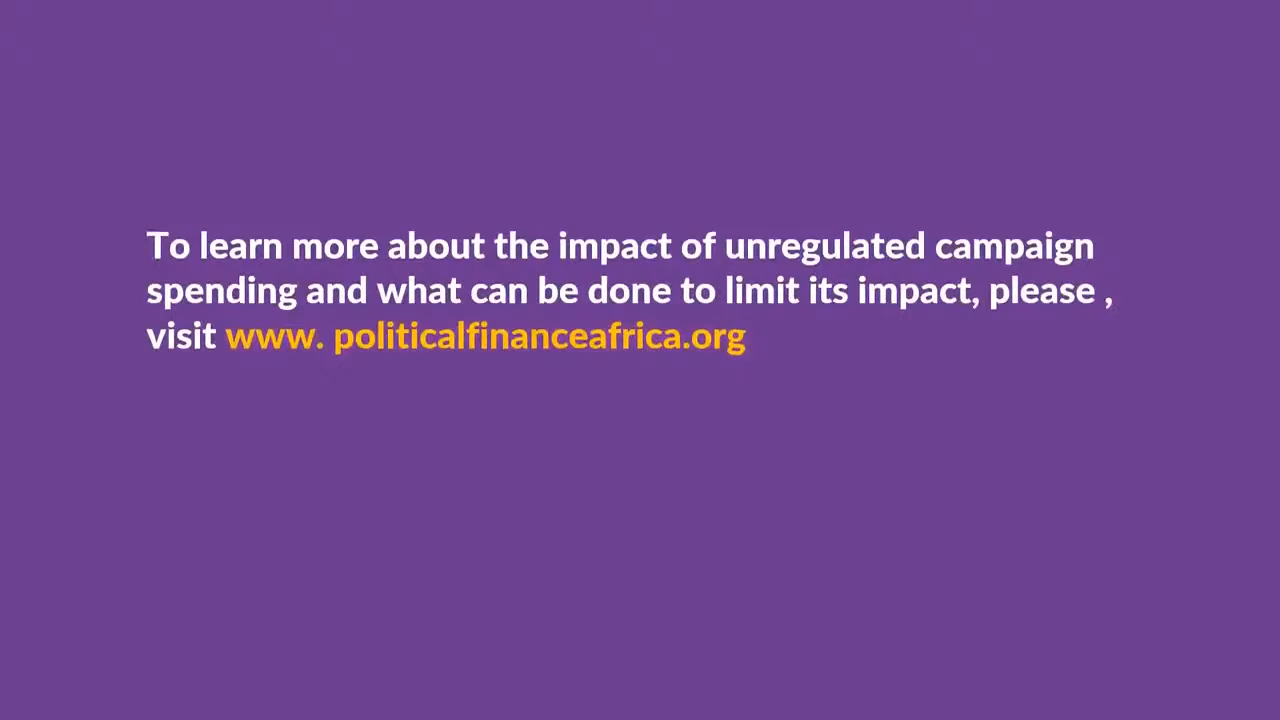 To learn more about the impact of unregulated campaign
spending and what can be done to limit its impact, please ,
visit www. politicalfinanceafrica.org